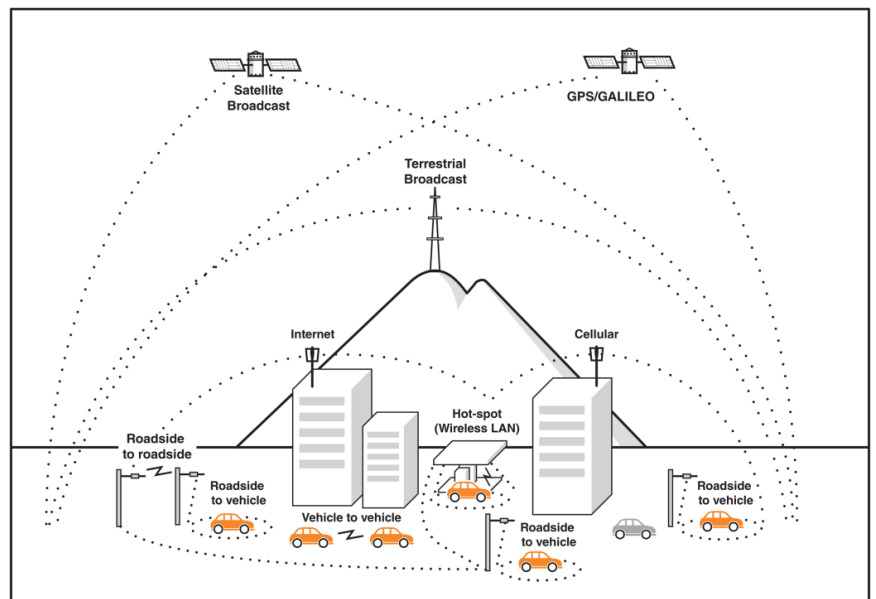 Satellite
Broadcast
GPS/GALILEO
Terrestrial
Broadcast
Internet
Cellular
Hot-spot
(Wireless LAN)
Roadside
to roadside
Roadside
to vehicle
Vehicle to vehicle
Roadside
to vehicle
Roadside
to vehicle